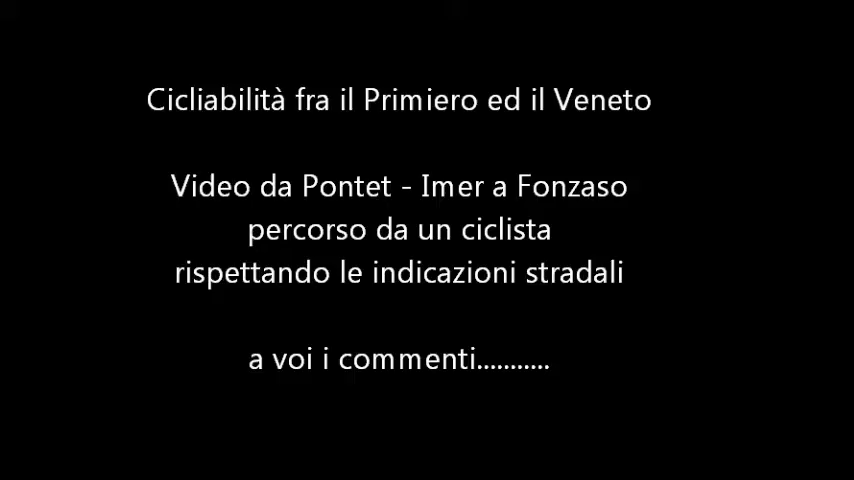 Cicliabilità fra il Primiero ed il Veneto
Video da Pontet - Imer a Fonzaso
percorso da un ciclista
rispettando le indicazioni stradali
a voi i commenti...........